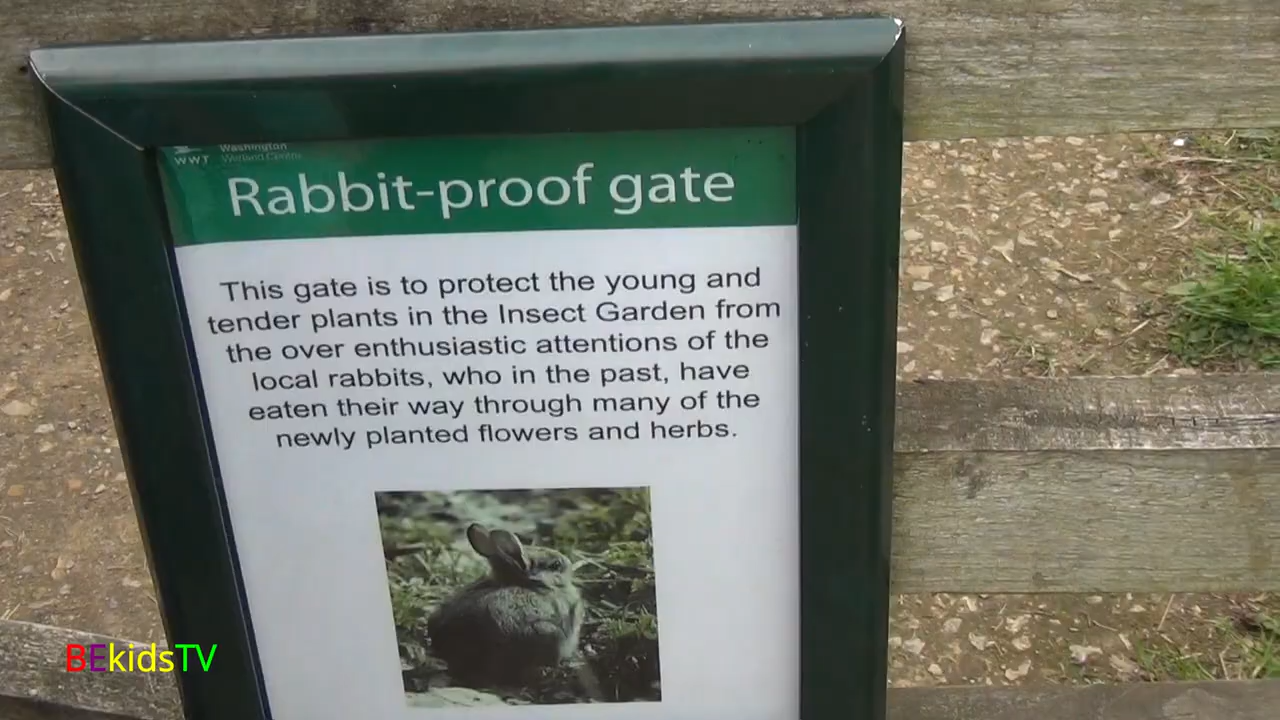 Washington
WWT Wetland Centre
Rabbit-proof gate
This gate is to protect the young and
tender plants in the Insect Garden from
the over enthusiastic attentions of the
local rabbits, who in the past, have
eaten their way through many of the
newly planted flowers and herbs.
BEkidsTV